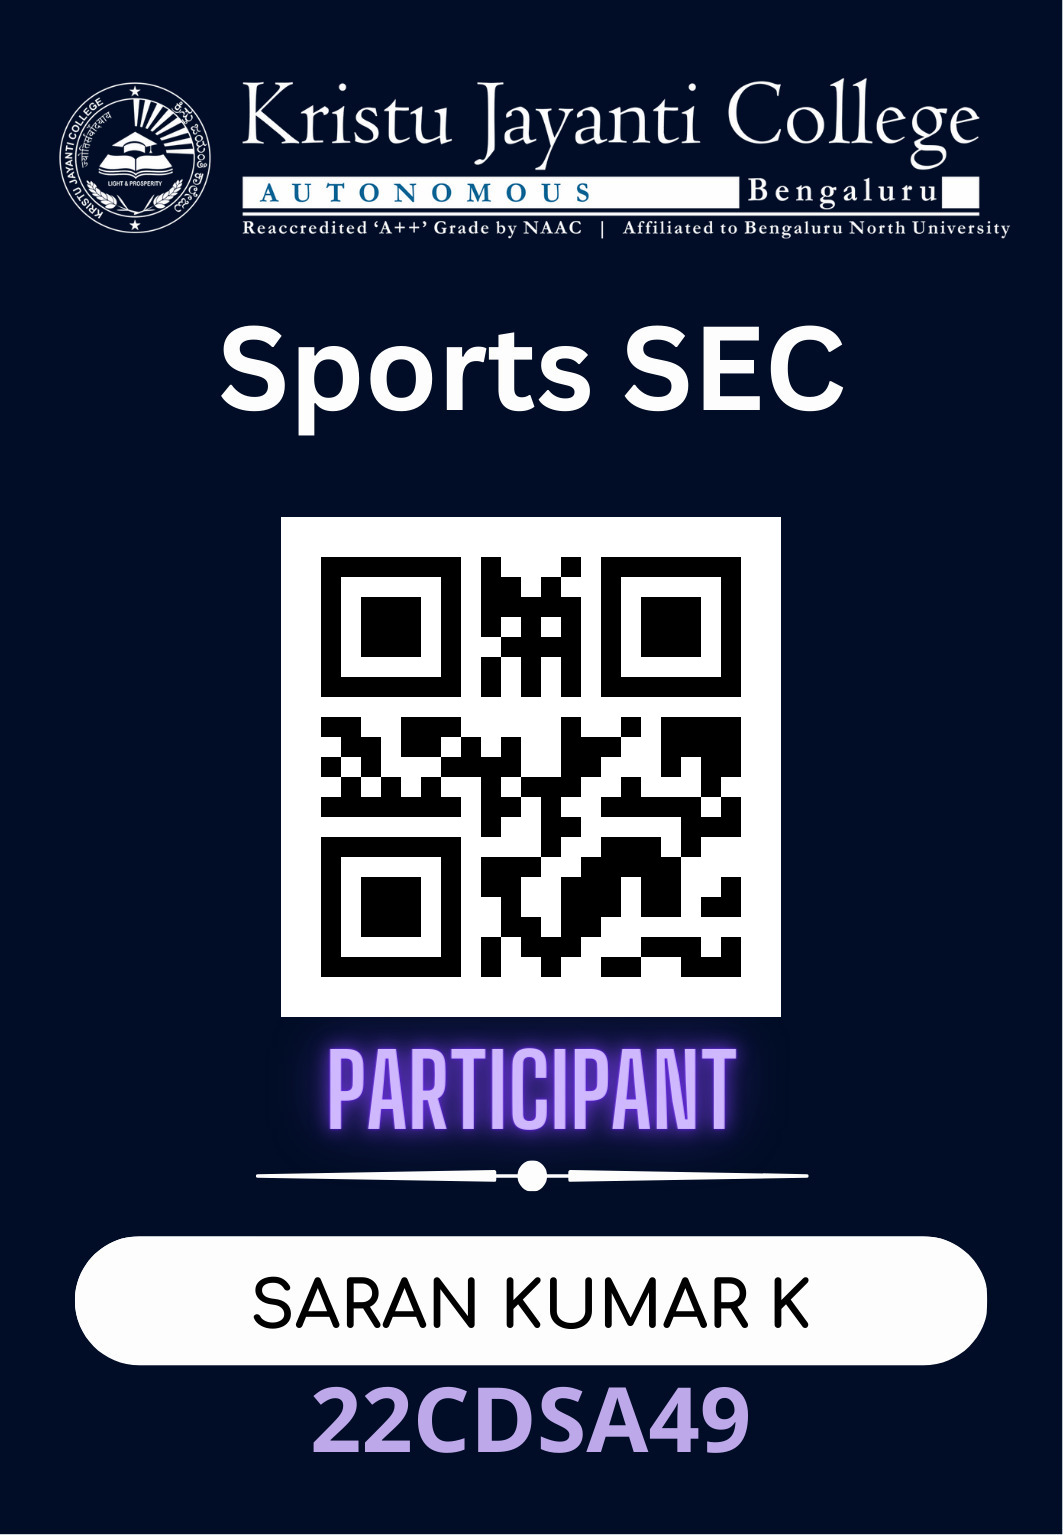 KRISTU JAYANTI COLLEGE
LIGHT & PROSPERITY
Kristu Jayanti College
AUTONOMOUS Bengaluru
Reaccredited ‘A++’ Grade by NAAC | Affiliated to Bengaluru North University
Sports SEC
PARTICIPANT
SARAN KUMAR K
22CDSA49